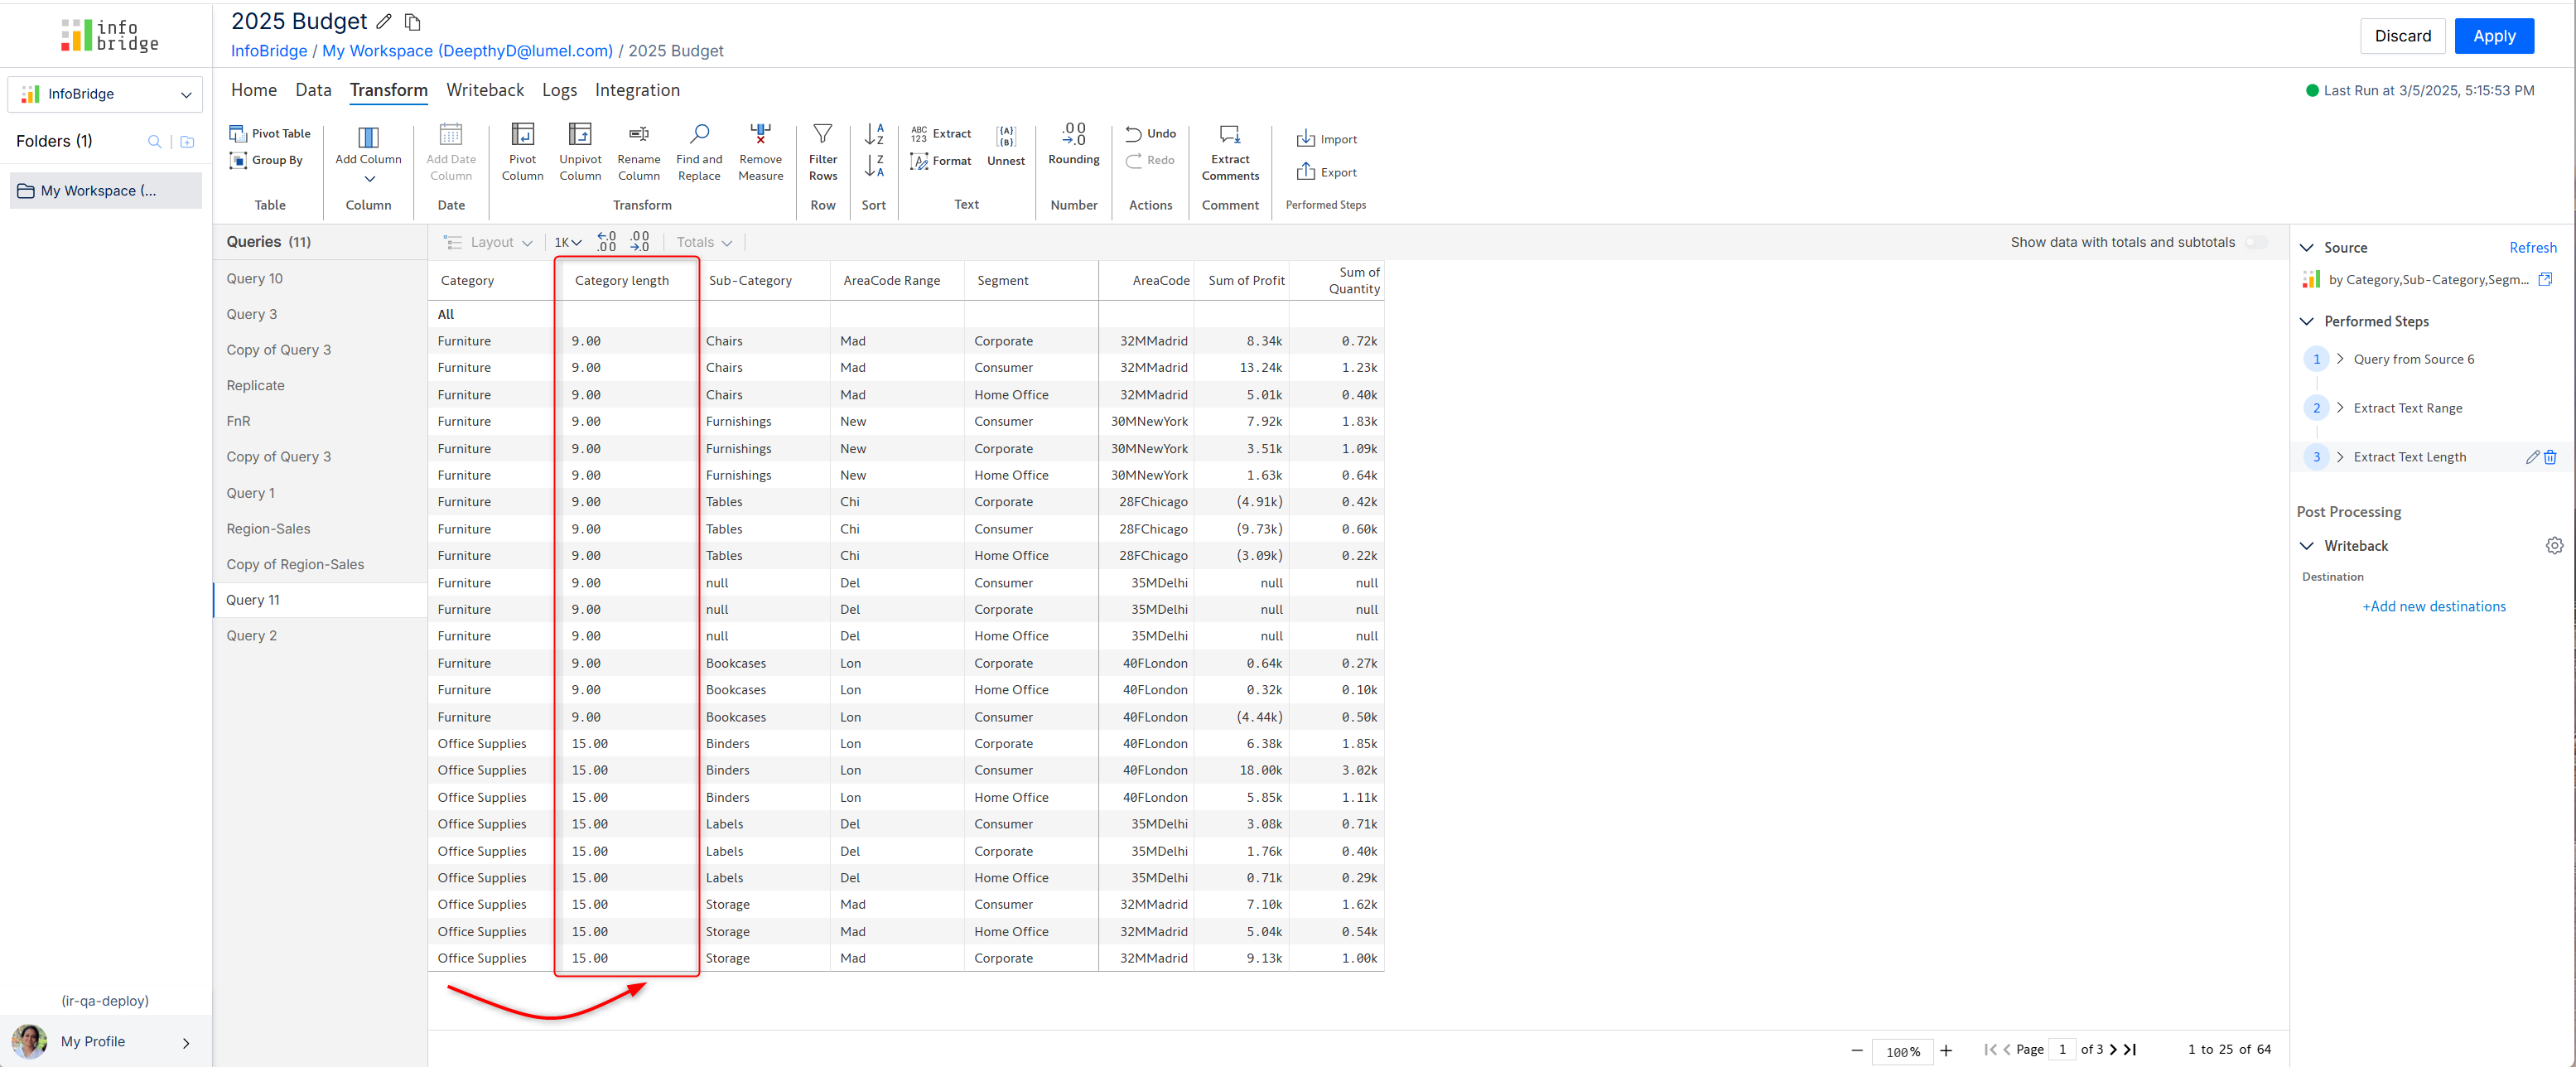 info
bridge
2025 Budget
InfoBridge / My Workspace (DeepthyD@lumel.com) / 2025 Budget
Discard
Apply
InfoBridge
Folders (1)
My Workspace (...
Home Data Transform Writeback Logs Integration
Last Run at 3/5/2025, 5:15:53 PM
Pivot Table
Group By
Table
Add Column
Column
Add Date Column
Date
Pivot Column
Unpivot Column
Rename Column
Find and Replace
Remove Measure
Transform
Filter Rows
Row
A Z
Z A
Sort
ABC 123 Extract
Format
{A} {B}
Unnest
Text
.00 →.0
Rounding
Number
Undo
Redo
Actions
Extract Comments
Comment
Import
Export
Performed Steps
Queries (11)
Query 10
Query 3
Copy of Query 3
Replicate
FnR
Copy of Query 3
Query 1
Region-Sales
Copy of Region-Sales
Query 11
Query 2
Layout 1K ←.0 .00 .00 →.0 Totals
Show data with totals and subtotals
Category Category length Sub-Category AreaCode Range Segment AreaCode Sum of Profit Sum of Quantity
All
Furniture 9.00 Chairs Mad Corporate 32MMadrid 8.34k 0.72k
Furniture 9.00 Chairs Mad Consumer 32MMadrid 13.24k 1.23k
Furniture 9.00 Chairs Mad Home Office 32MMadrid 5.01k 0.40k
Furniture 9.00 Furnishings New Consumer 30MNewYork 7.92k 1.83k
Furniture 9.00 Furnishings New Corporate 30MNewYork 3.51k 1.09k
Furniture 9.00 Furnishings New Home Office 30MNewYork 1.63k 0.64k
Furniture 9.00 Tables Chi Corporate 28FChicago (4.91k) 0.42k
Furniture 9.00 Tables Chi Consumer 28FChicago (9.73k) 0.60k
Furniture 9.00 Tables Chi Home Office 28FChicago (3.09k) 0.22k
Furniture 9.00 null Del Consumer 35MDelhi null null
Furniture 9.00 null Del Corporate 35MDelhi null null
Furniture 9.00 null Del Home Office 35MDelhi null null
Furniture 9.00 Bookcases Lon Corporate 40FLondon 0.64k 0.27k
Furniture 9.00 Bookcases Lon Home Office 40FLondon 0.32k 0.10k
Furniture 9.00 Bookcases Lon Consumer 40FLondon (4.44k) 0.50k
Office Supplies 15.00 Binders Lon Corporate 40FLondon 6.38k 1.85k
Office Supplies 15.00 Binders Lon Consumer 40FLondon 18.00k 3.02k
Office Supplies 15.00 Binders Lon Home Office 40FLondon 5.85k 1.11k
Office Supplies 15.00 Labels Del Consumer 35MDelhi 3.08k 0.71k
Office Supplies 15.00 Labels Del Corporate 35MDelhi 1.76k 0.40k
Office Supplies 15.00 Labels Del Home Office 35MDelhi 0.71k 0.29k
Office Supplies 15.00 Storage Mad Consumer 32MMadrid 7.10k 1.62k
Office Supplies 15.00 Storage Mad Home Office 32MMadrid 5.04k 0.54k
Office Supplies 15.00 Storage Mad Corporate 32MMadrid 9.13k 1.00k
Source Refresh
by Category,Sub-Category,Segm...
Performed Steps
1 Query from Source 6
2 Extract Text Range
3 Extract Text Length
Post Processing
Writeback
Destination
+Add new destinations
(ir-qa-deploy)
My Profile
100%
Page 1 of 3
1 to 25 of 64